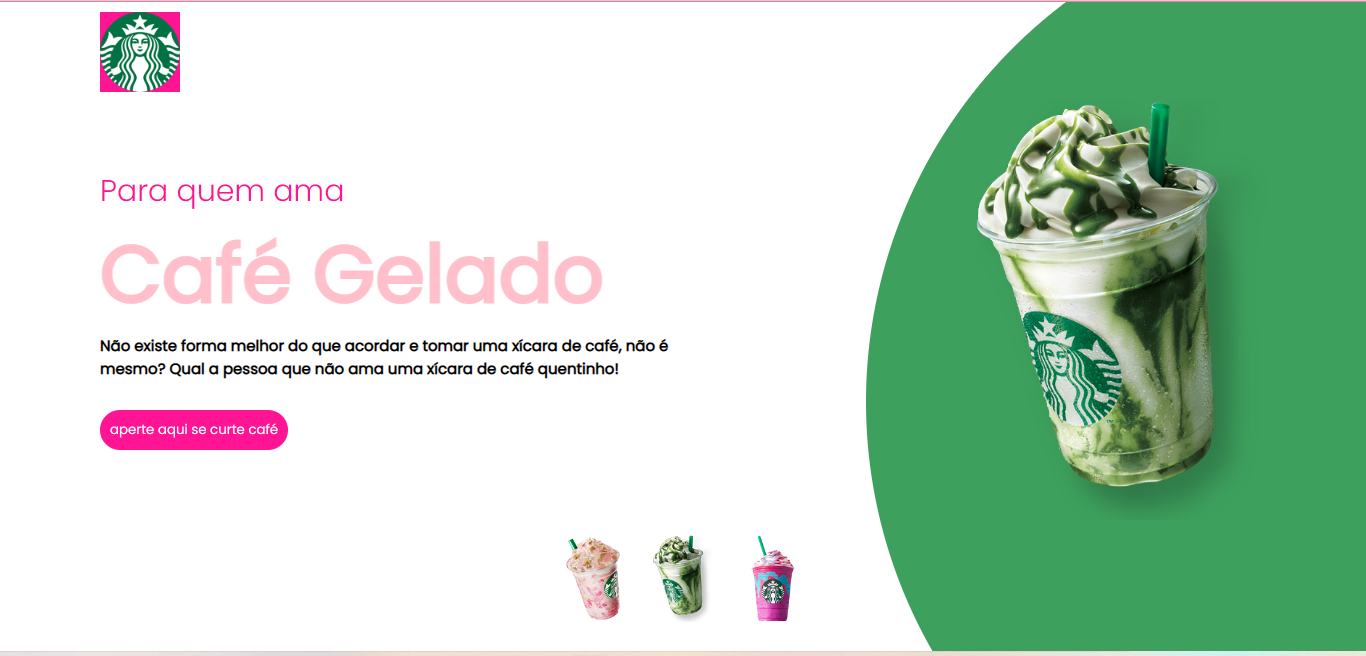 Para quem ama
Café Gelado
Não existe forma melhor do que acordar e tomar uma xícara de café, não é
mesmo? Qual a pessoa que não ama uma xícara de café quentinho!
aperte aqui se curte café